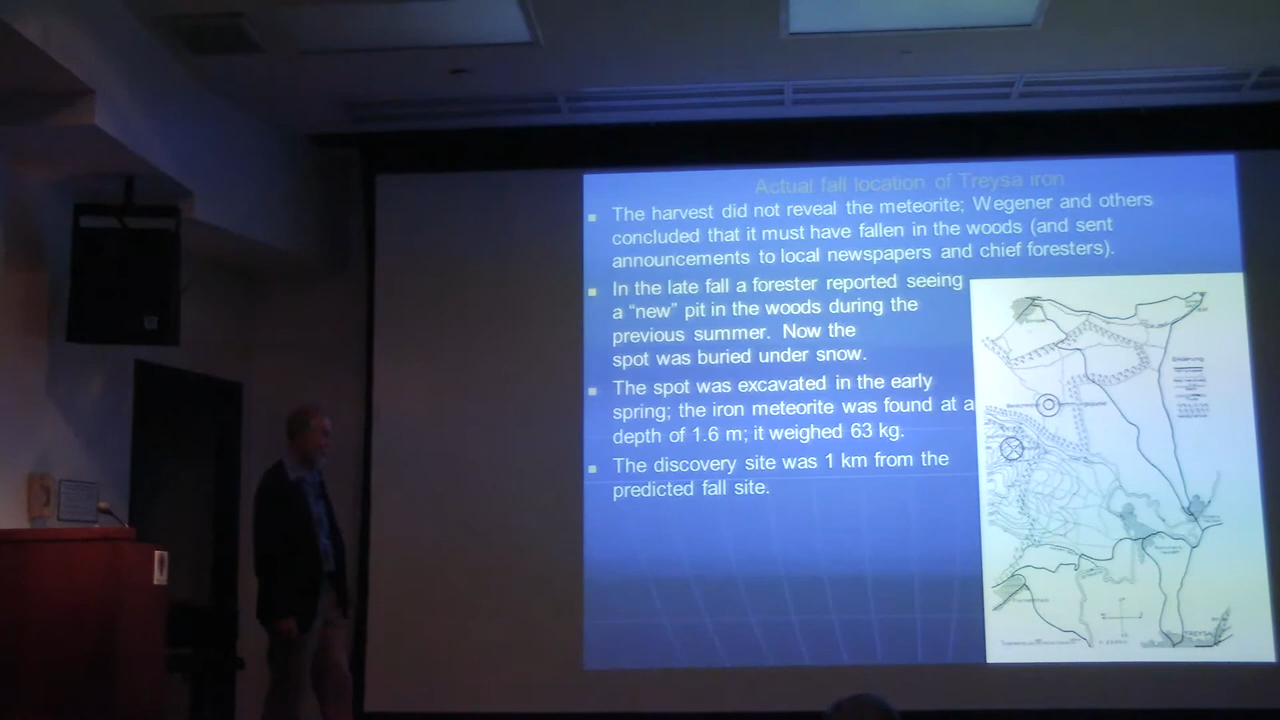 Actual fall location of Treysa iron
The harvest did not reveal the meteorite; Wegener and others
concluded that it must have fallen in the woods (and sent
announcements to local newspapers and chief foresters).
In the late fall a forester reported seeing
a “new” pit in the woods during the
previous summer. Now the
spot was buried under snow.
The spot was excavated in the early
spring; the iron meteorite was found at a
depth of 1.6 m; it weighed 63 kg.
The discovery site was 1 km from the
predicted fall site.
TREYSA